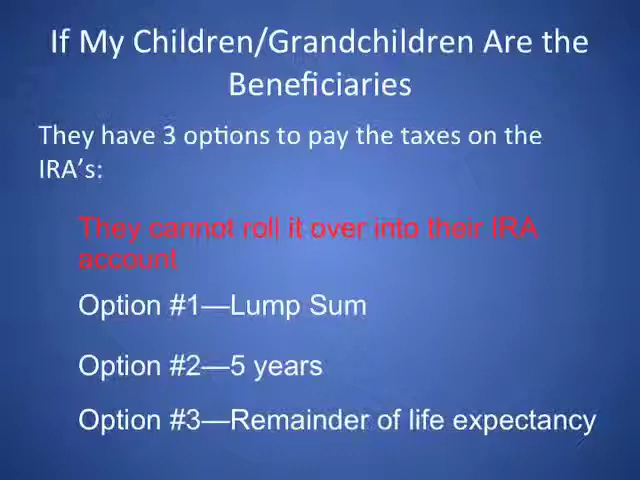 If My Children/Grandchildren Are the
Beneficiaries
They have 3 options to pay the taxes on the
IRA's:
They cannot roll it over into their IRA
account
Option #1—Lump Sum
Option #2—5 years
Option #3—Remainder of life expectancy